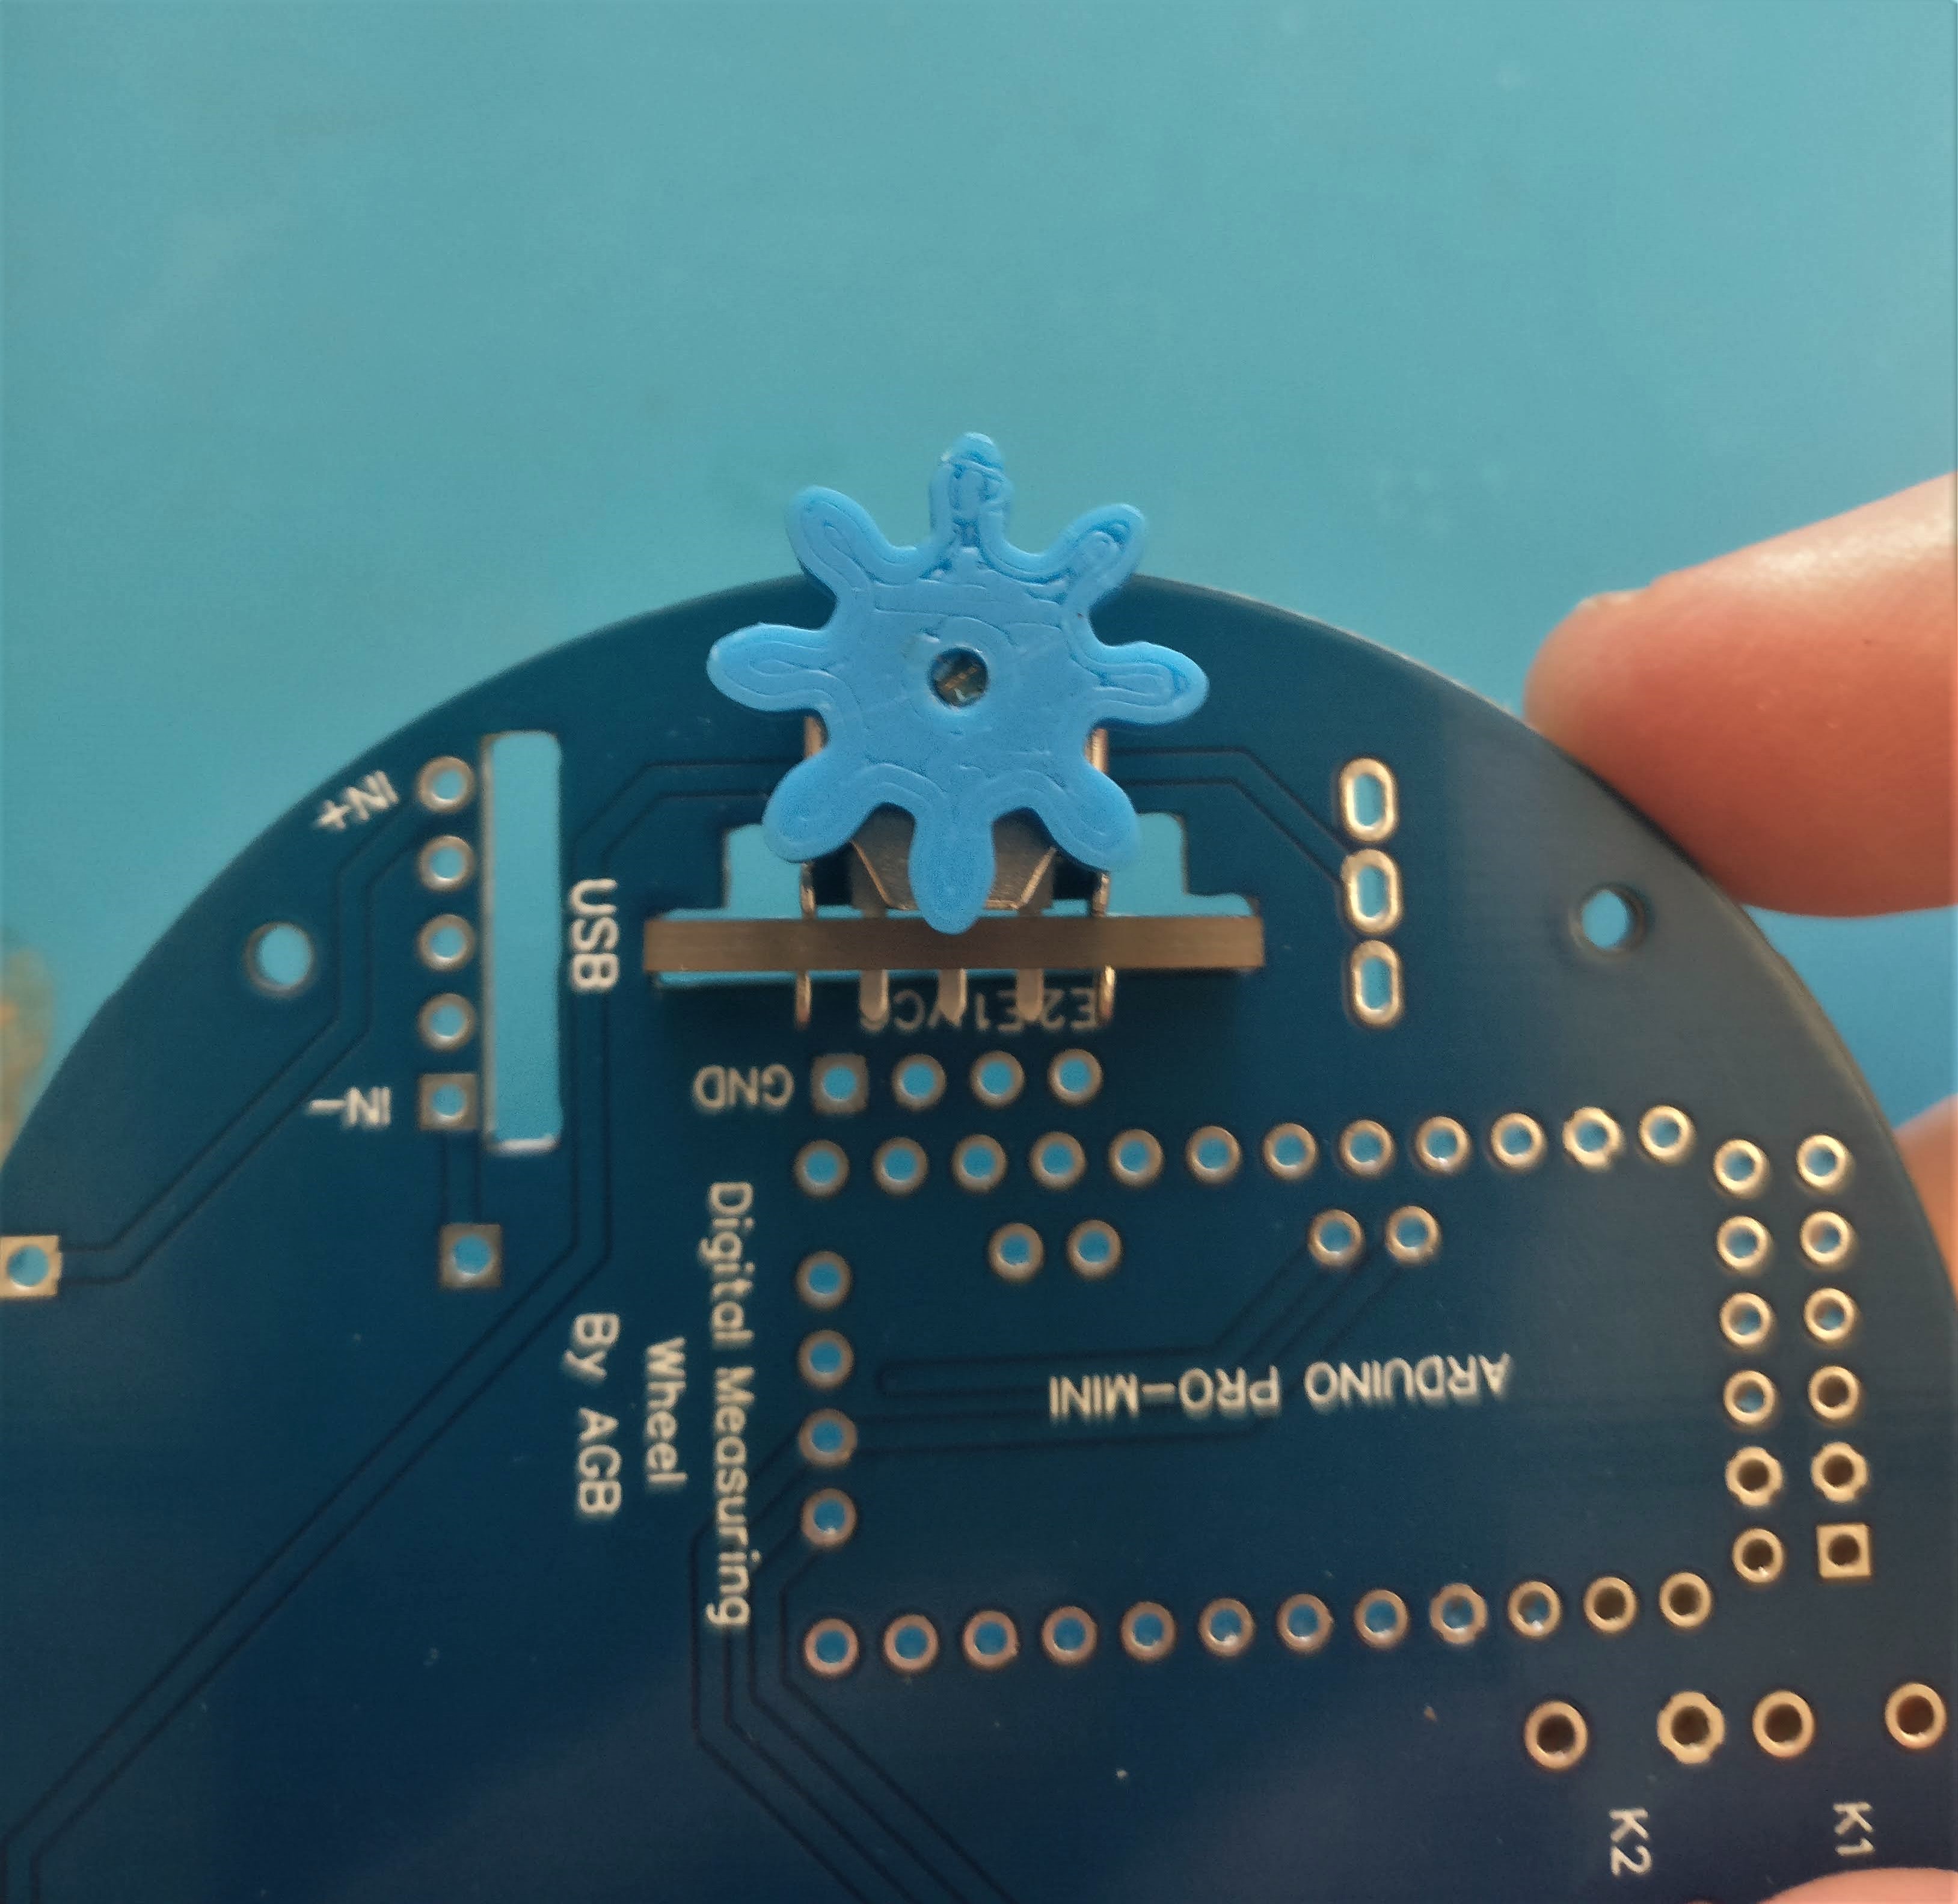 IN+
USB
IN-
E2 E1 VCC
GND
Digital Measuring
Wheel
By AGB
ARDUINO PRO-MINI
K2
K1